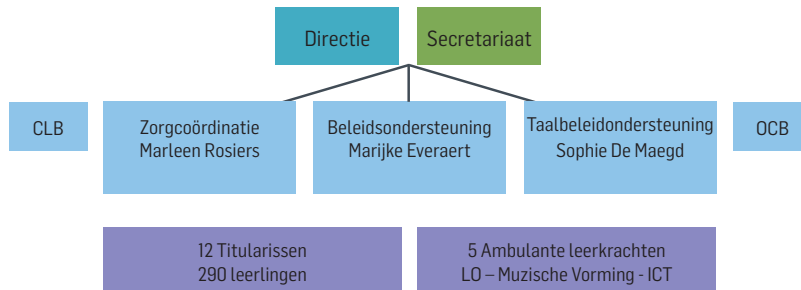 Directie
Secretariaat
CLB
Zorgcoördinatie
Marleen Rosiers
Beleidsondersteuning
Marijke Everaert
Taalbeleidondersteuning
Sophie De Maegd
OCB
12 Titularissen
290 leerlingen
5 Ambulante leerkrachten
LO – Muzische Vorming - ICT